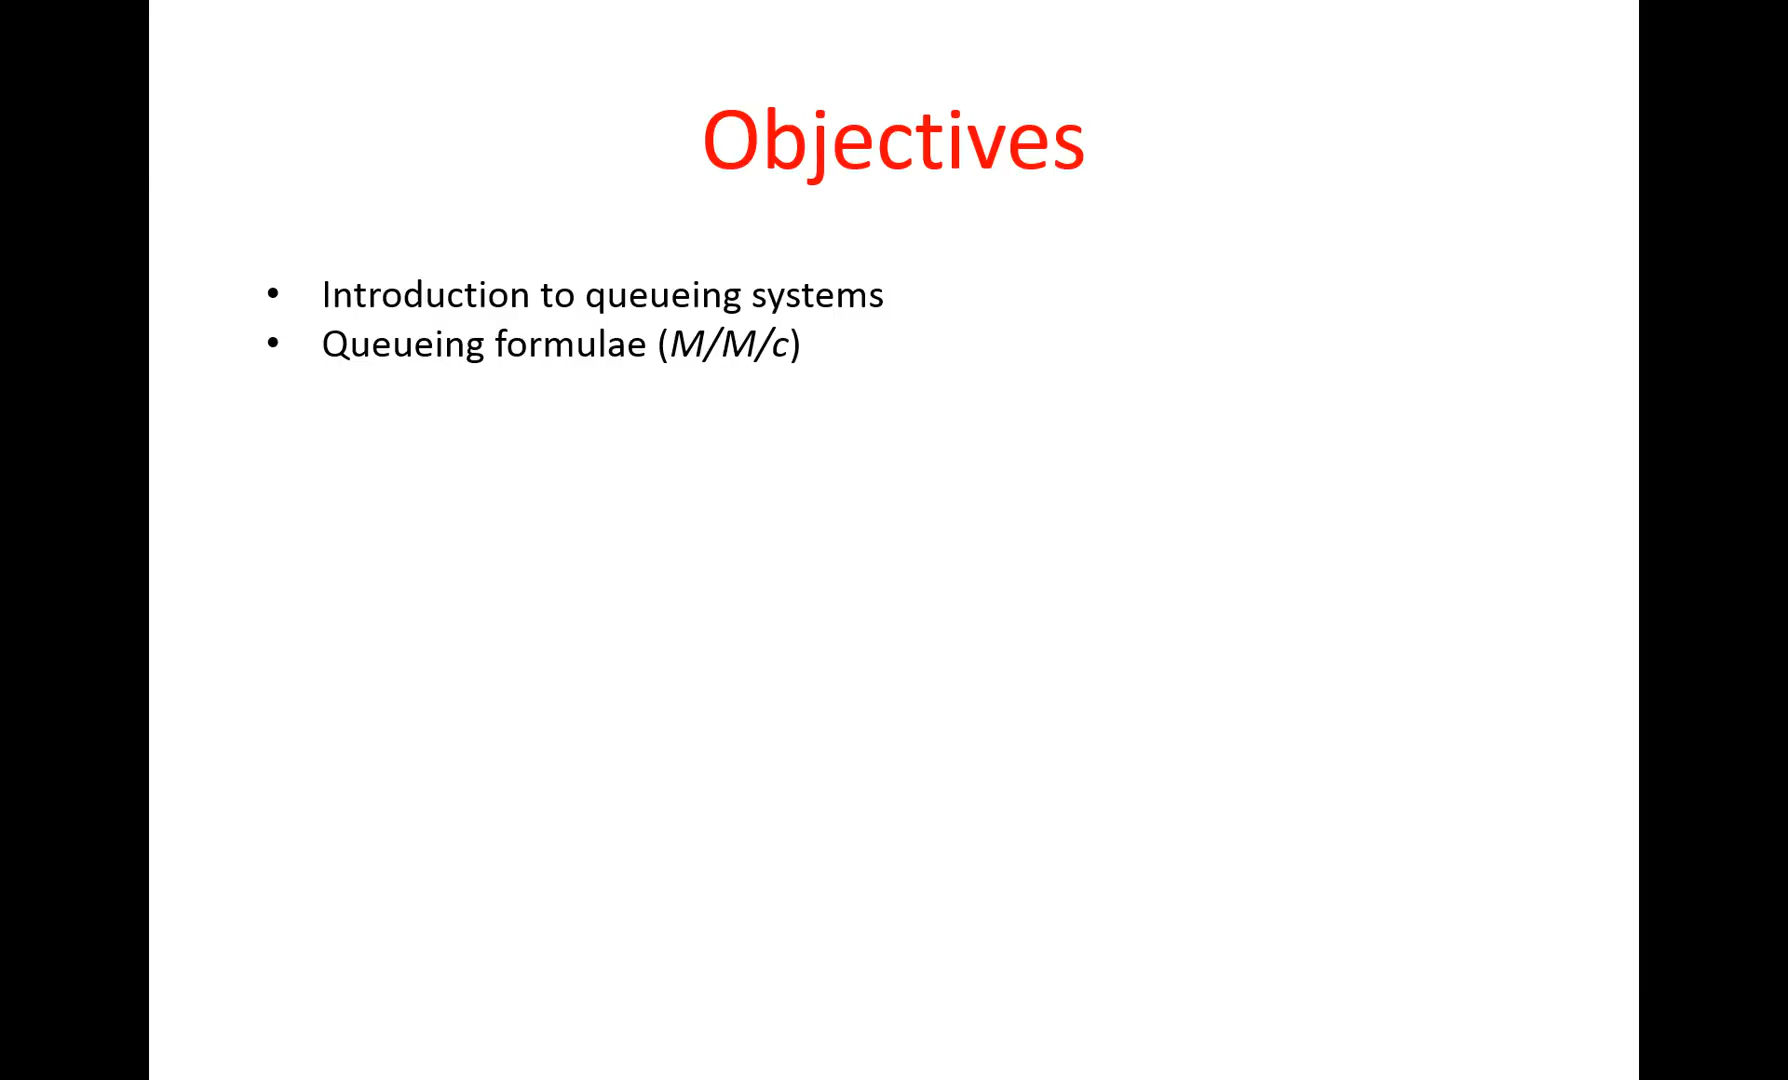 Objectives
• Introduction to queueing systems
• Queueing formulae (M/M/c)